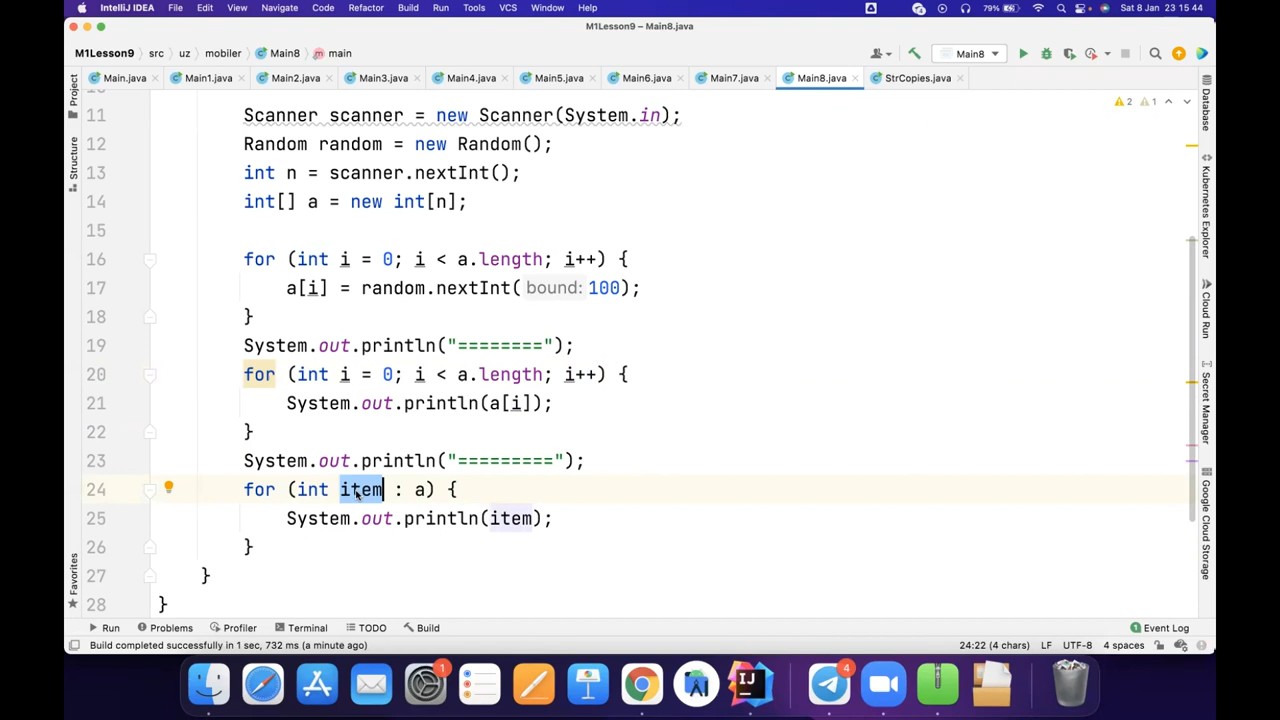 IntelliJ IDEA File Edit View Navigate Code Refactor Build Run Tools VCS Window Help 4 79% Sat 8 Jan 23 15 44
M1Lesson9 – Main8.java
M1Lesson9 src uz mobiler Main8 main Main8
Main.java Main1.java Main2.java Main3.java Main4.java Main5.java Main6.java Main7.java Main8.java StrCopies.java
2 1
11 Scanner scanner = new Scanner(System.in);
12 Random random = new Random();
13 int n = scanner.nextInt();
14 int[] a = new int[n];
15
16 for (int i = 0; i < a.length; i++) {
17 a[i] = random.nextInt( bound: 100);
18 }
19 System.out.println("========");
20 for (int i = 0; i < a.length; i++) {
21 System.out.println(a[i]);
22 }
23 System.out.println("=========");
24 for (int item : a) {
25 System.out.println(item);
26 }
27 }
28 }
Project
Structure
Favorites
Database
Kubernetes Explorer
Cloud Run
Secret Manager
Google Cloud Storage
Run Problems Profiler Terminal TODO Build 1 Event Log
Build completed successfully in 1 sec, 732 ms (a minute ago) 24:22 (4 chars) LF UTF-8 4 spaces
1 IJ 4